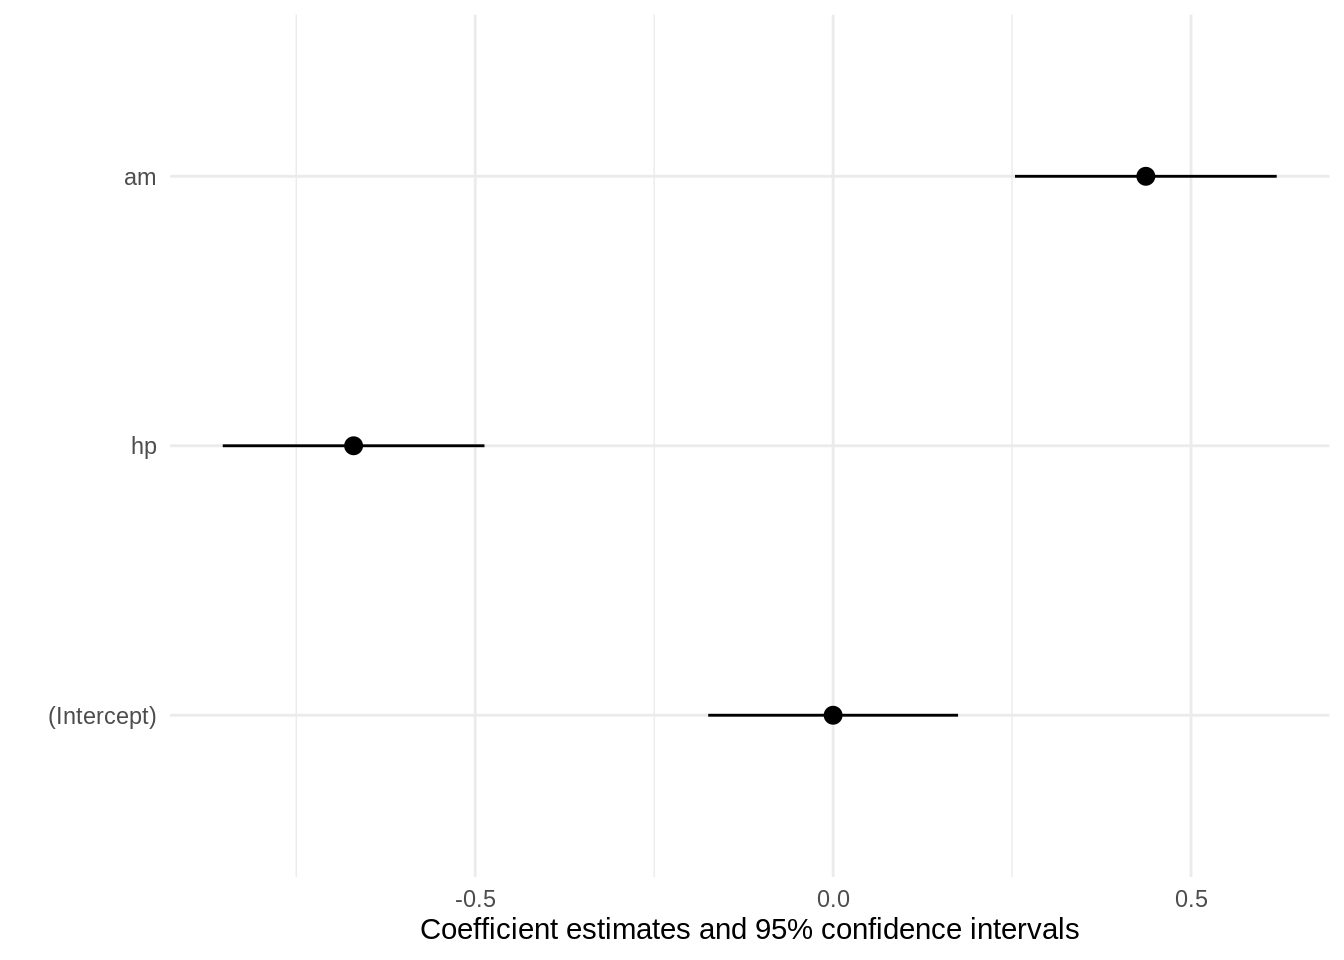 am
hp
(Intercept)
-0.5 0.0 0.5
Coefficient estimates and 95% confidence intervals